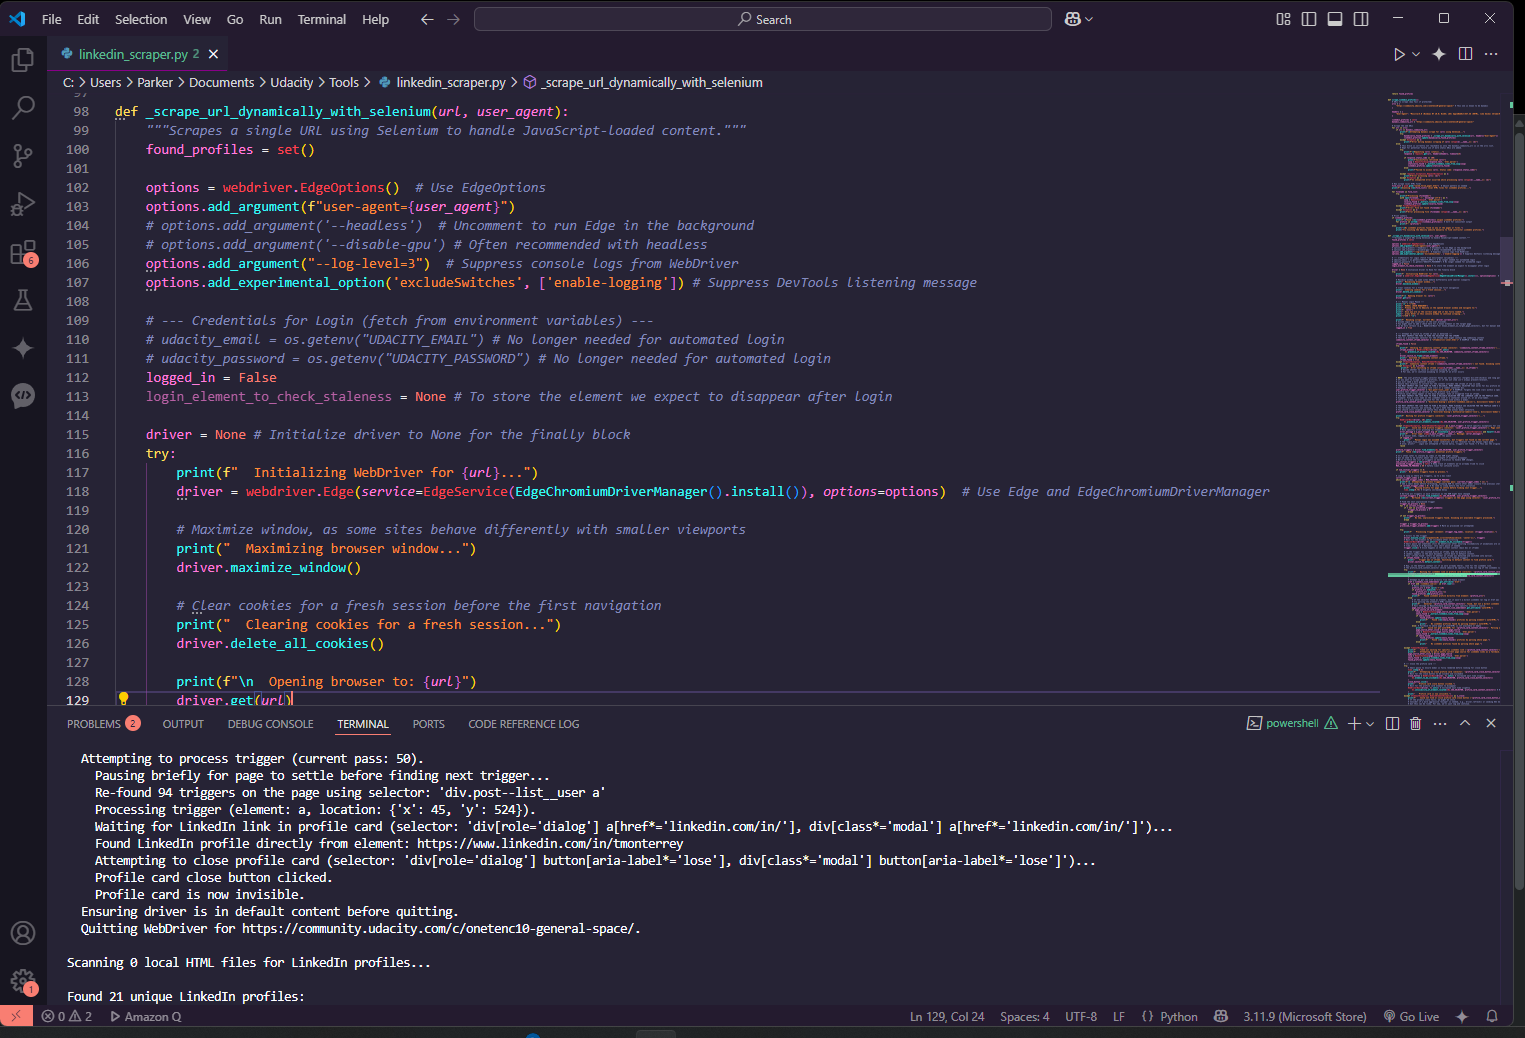 File Edit Selection View Go Run Terminal Help Search
linkedin_scraper.py 2
C: > Users > Parker > Documents > Udacity > Tools > linkedin_scraper.py > _scrape_url_dynamically_with_selenium
98 def _scrape_url_dynamically_with_selenium(url, user_agent):
99 """Scrapes a single URL using Selenium to handle JavaScript-loaded content."""
100 found_profiles = set()
101
102 options = webdriver.EdgeOptions()  # Use EdgeOptions
103 options.add_argument(f"user-agent={user_agent}")
104 # options.add_argument('--headless')  # Uncomment to run Edge in the background
105 # options.add_argument('--disable-gpu') # Often recommended with headless
106 options.add_argument("--log-level=3")  # Suppress console logs from WebDriver
107 options.add_experimental_option('excludeSwitches', ['enable-logging']) # Suppress DevTools listening message
108
109 # --- Credentials for Login (fetch from environment variables) ---
110 # udacity_email = os.getenv("UDACITY_EMAIL") # No longer needed for automated login
111 # udacity_password = os.getenv("UDACITY_PASSWORD") # No longer needed for automated login
112 logged_in = False
113 login_element_to_check_staleness = None # To store the element we expect to disappear after login
114
115 driver = None # Initialize driver to None for the finally block
116 try:
117 print(f"  Initializing WebDriver for {url}...")
118 driver = webdriver.Edge(service=EdgeService(EdgeChromiumDriverManager().install()), options=options)  # Use Edge and EdgeChromiumDriverManager
119
120 # Maximize window, as some sites behave differently with smaller viewports
121 print("  Maximizing browser window...")
122 driver.maximize_window()
123
124 # Clear cookies for a fresh session before the first navigation
125 print("  Clearing cookies for a fresh session...")
126 driver.delete_all_cookies()
127
128 print(f"\n  Opening browser to: {url}")
129 driver.get(url)
PROBLEMS 2 OUTPUT DEBUG CONSOLE TERMINAL PORTS CODE REFERENCE LOG powershell
Attempting to process trigger (current pass: 50).
Pausing briefly for page to settle before finding next trigger...
Re-found 94 triggers on the page using selector: 'div.post--list__user a'
Processing trigger (element: a, location: {'x': 45, 'y': 524}).
Waiting for LinkedIn link in profile card (selector: 'div[role='dialog'] a[href*='linkedin.com/in/'], div[class*='modal'] a[href*='linkedin.com/in/']')...
Found LinkedIn profile directly from element: https://www.linkedin.com/in/tmonterrey
Attempting to close profile card (selector: 'div[role='dialog'] button[aria-label*='lose'], div[class*='modal'] button[aria-label*='lose']')...
Profile card close button clicked.
Profile card is now invisible.
Ensuring driver is in default content before quitting.
Quitting WebDriver for https://community.udacity.com/c/onetenc10-general-space/.
Scanning 0 local HTML files for LinkedIn profiles...
Found 21 unique LinkedIn profiles:
6
1
0 2 Amazon Q Ln 129, Col 24 Spaces: 4 UTF-8 LF {} Python 3.11.9 (Microsoft Store) Go Live